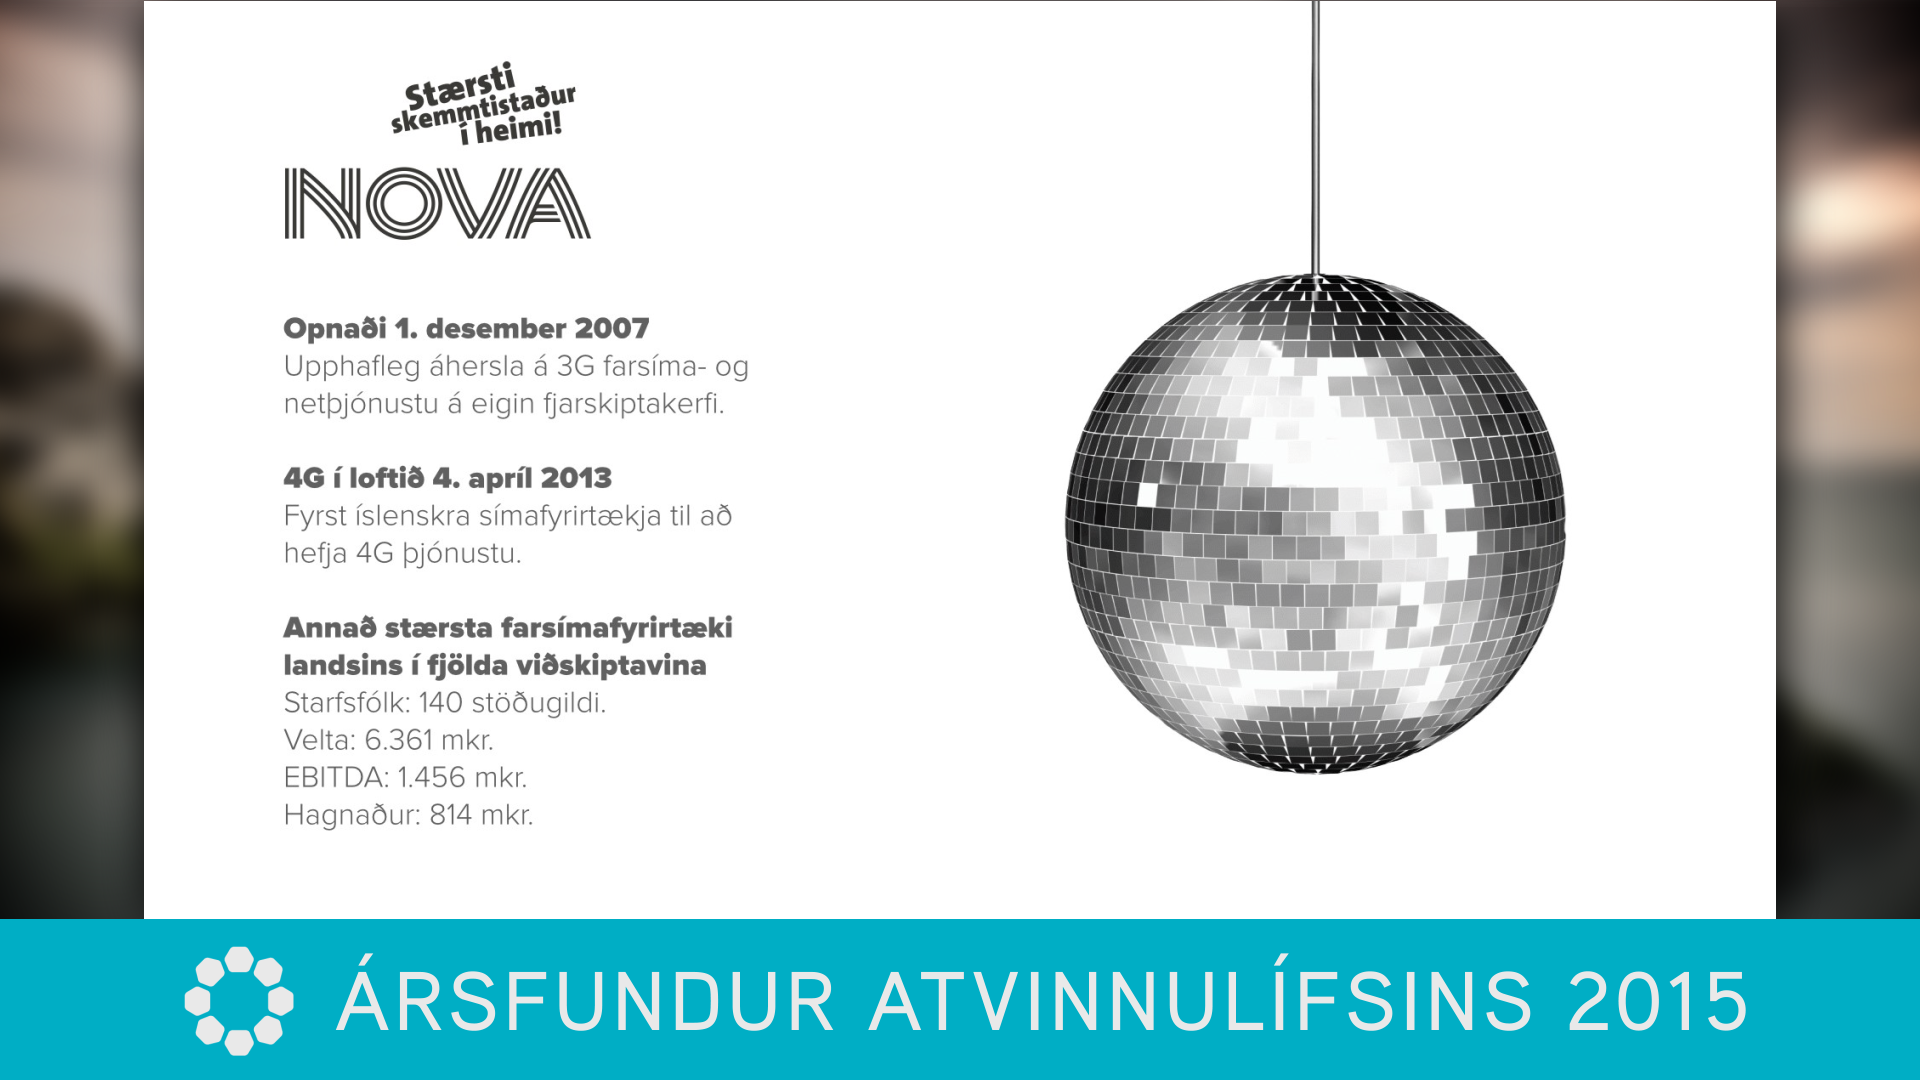 Stærsti
skemmtistaður
í heimi!
NOVA
Opnaði 1. desember 2007
Upphafleg áhersla á 3G farsíma- og
netþjónustu á eigin fjarskiptakerfi.
4G í loftið 4. apríl 2013
Fyrst íslenskra símafyrirtækja til að
hefja 4G þjónustu.
Annað stærsta farsímafyrirtæki
landsins í fjölda viðskiptavina
Starfsfólk: 140 stöðugildi.
Velta: 6.361 mkr.
EBITDA: 1.456 mkr.
Hagnaður: 814 mkr.
ÁRSFUNDUR ATVINNULÍFSINS 2015